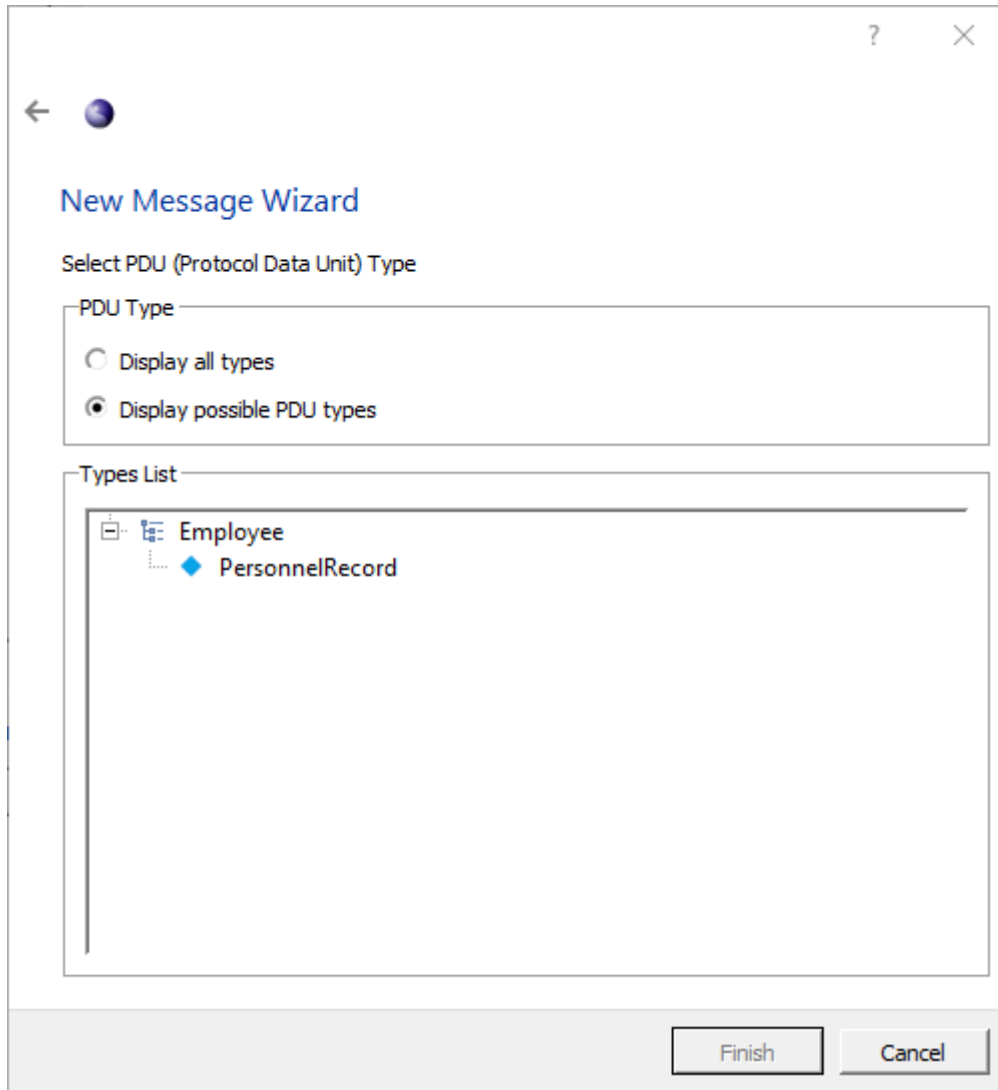 ?
New Message Wizard
Select PDU (Protocol Data Unit) Type
PDU Type
Display all types
Display possible PDU types
Types List
Employee
PersonnelRecord
Finish
Cancel